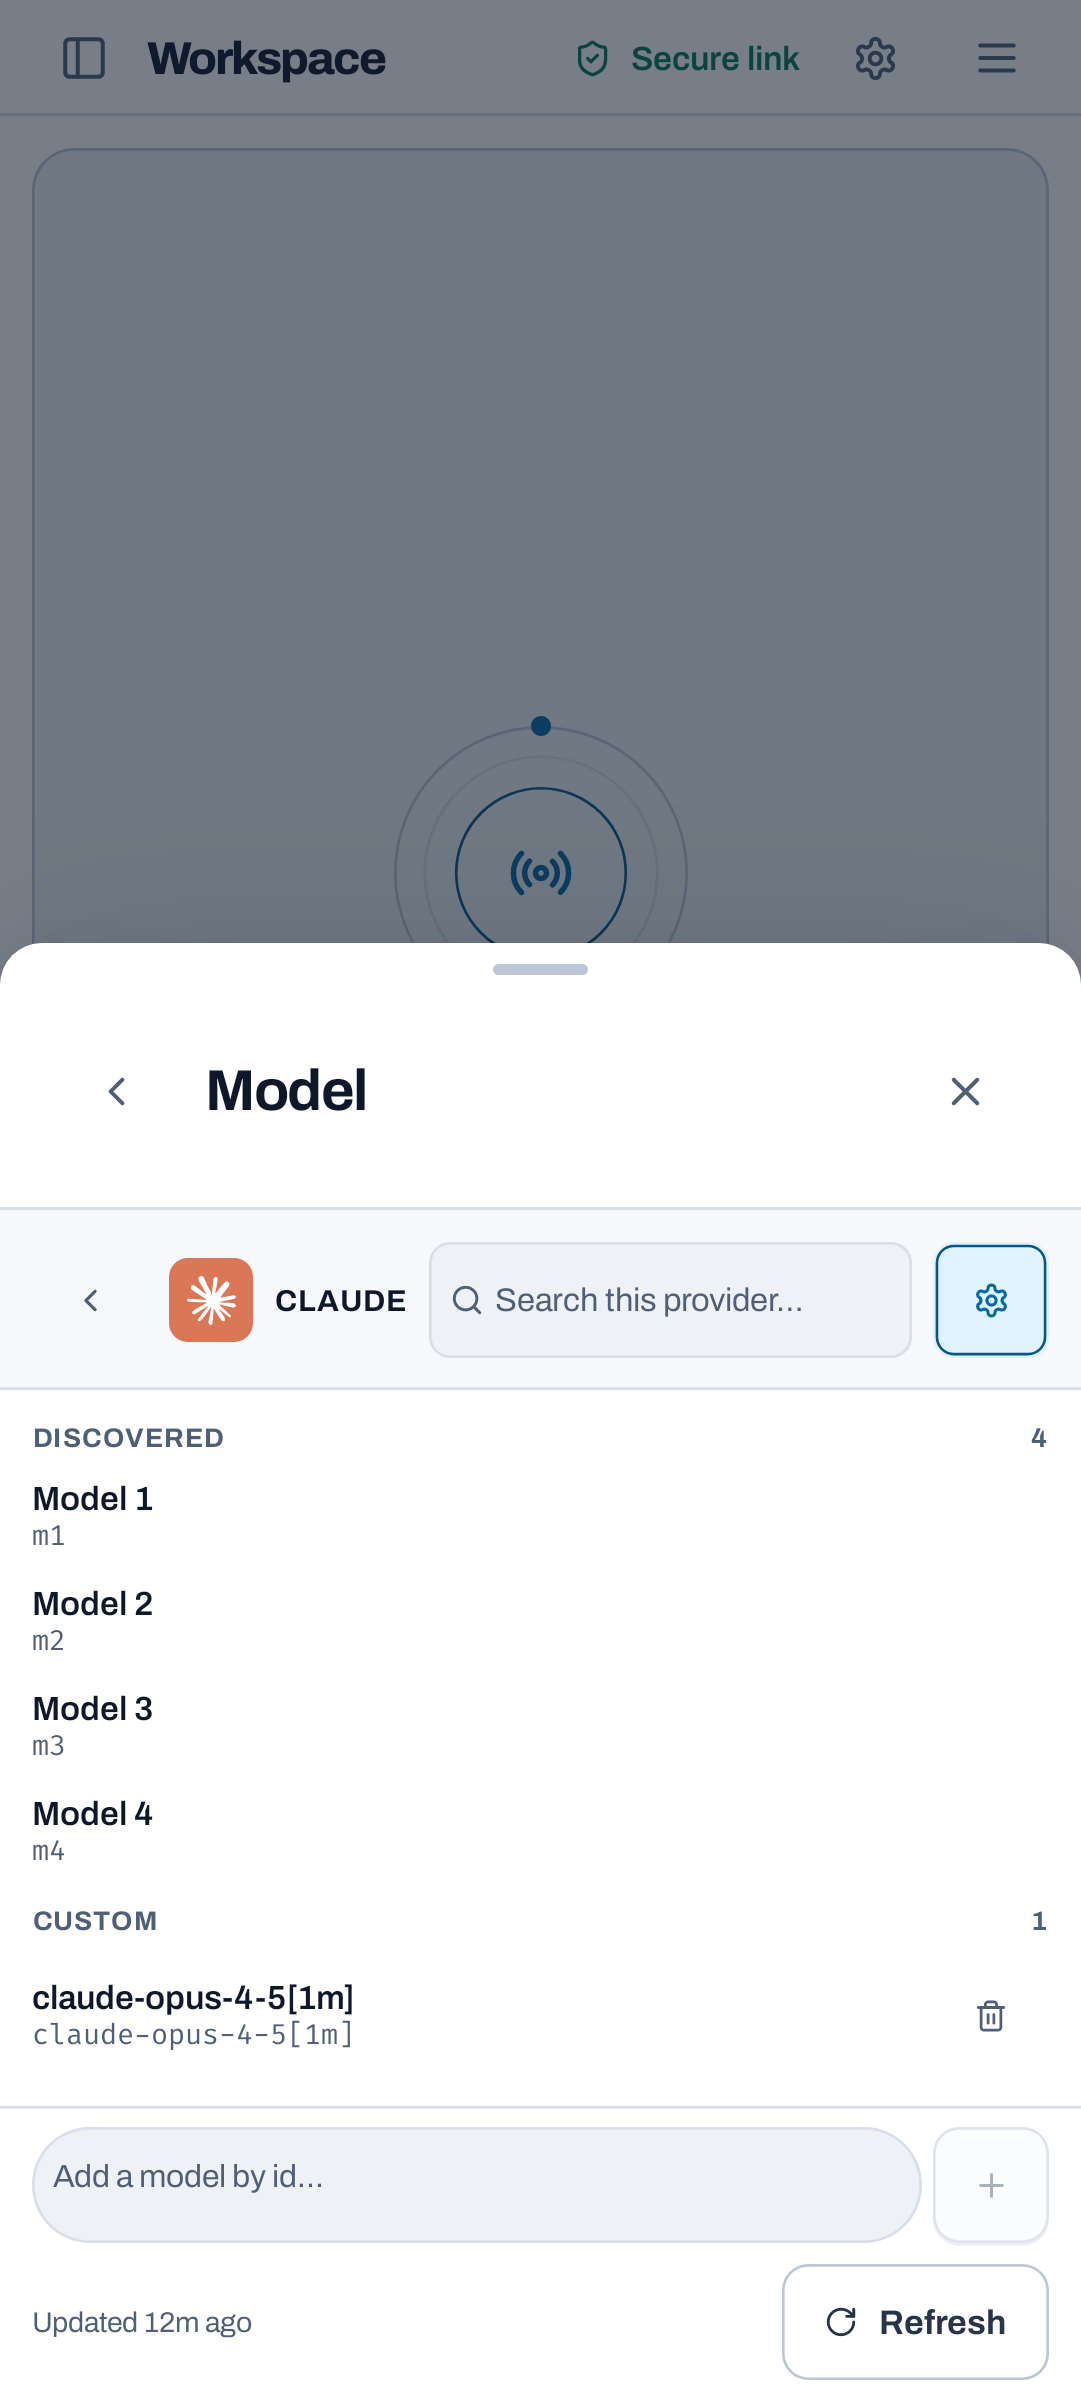 Workspace
Secure link
Model
CLAUDE
Search this provider...
DISCOVERED 4
Model 1
m1
Model 2
m2
Model 3
m3
Model 4
m4
CUSTOM 1
claude-opus-4-5[1m]
claude-opus-4-5[1m]
Add a model by id...
Updated 12m ago
Refresh